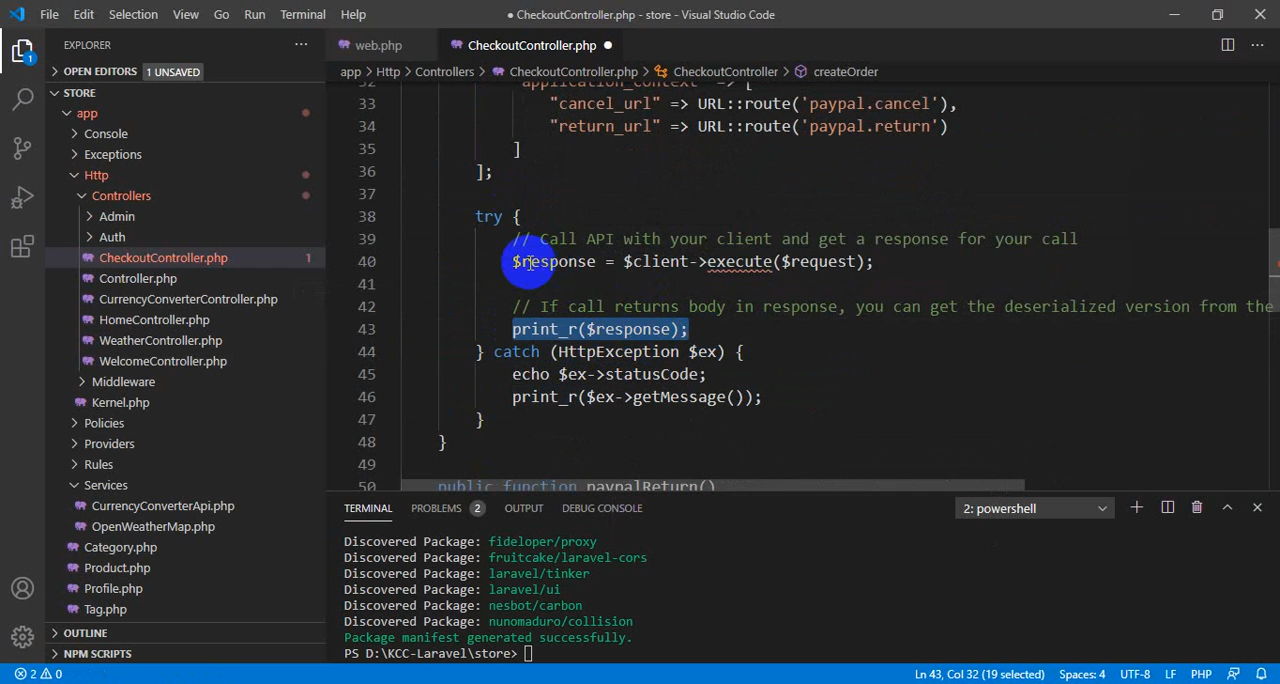 File Edit Selection View Go Run Terminal Help
● CheckoutController.php - store - Visual Studio Code
EXPLORER
web.php
CheckoutController.php
1
OPEN EDITORS 1 UNSAVED
app > Http > Controllers > CheckoutController.php > CheckoutController > createOrder
STORE
app
Console
Exceptions
Http
Controllers
Admin
Auth
CheckoutController.php 1
Controller.php
CurrencyConverterController.php
HomeController.php
WeatherController.php
WelcomeController.php
Middleware
Kernel.php
Policies
Providers
Rules
Services
CurrencyConverterApi.php
OpenWeatherMap.php
Category.php
Product.php
Profile.php
Tag.php
OUTLINE
NPM SCRIPTS
32 "application_context" => [
33 "cancel_url" => URL::route('paypal.cancel'),
34 "return_url" => URL::route('paypal.return')
35 ]
36 ];
37
38 try {
39 // Call API with your client and get a response for your call
40 $response = $client->execute($request);
41
42 // If call returns body in response, you can get the deserialized version from the
43 print_r($response);
44 } catch (HttpException $ex) {
45 echo $ex->statusCode;
46 print_r($ex->getMessage());
47 }
48 }
49
50 public function paypalReturn()
TERMINAL PROBLEMS 2 OUTPUT DEBUG CONSOLE 2: powershell
Discovered Package: fideloper/proxy
Discovered Package: fruitcake/laravel-cors
Discovered Package: laravel/tinker
Discovered Package: laravel/ui
Discovered Package: nesbot/carbon
Discovered Package: nunomaduro/collision
Package manifest generated successfully.
PS D:\KCC-Laravel\store>
2 0 Ln 43, Col 32 (19 selected) Spaces: 4 UTF-8 LF PHP